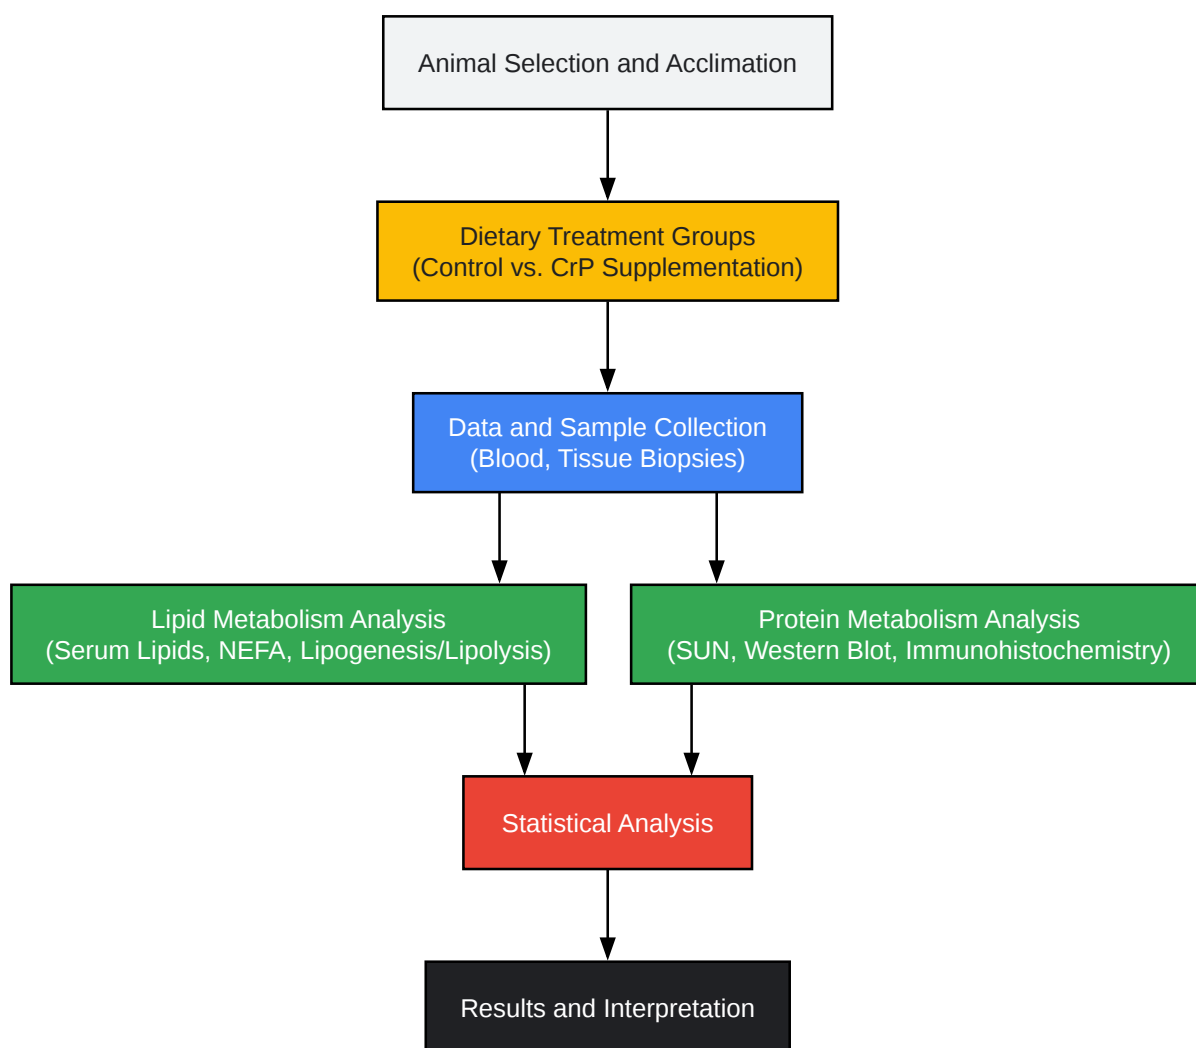 Animal Selection and Acclimation
Dietary Treatment Groups
(Control vs. CrP Supplementation)
Data and Sample Collection
(Blood, Tissue Biopsies)
Lipid Metabolism Analysis
(Serum Lipids, NEFA, Lipogenesis/Lipolysis)
Protein Metabolism Analysis
(SUN, Western Blot, Immunohistochemistry)
Statistical Analysis
Results and Interpretation